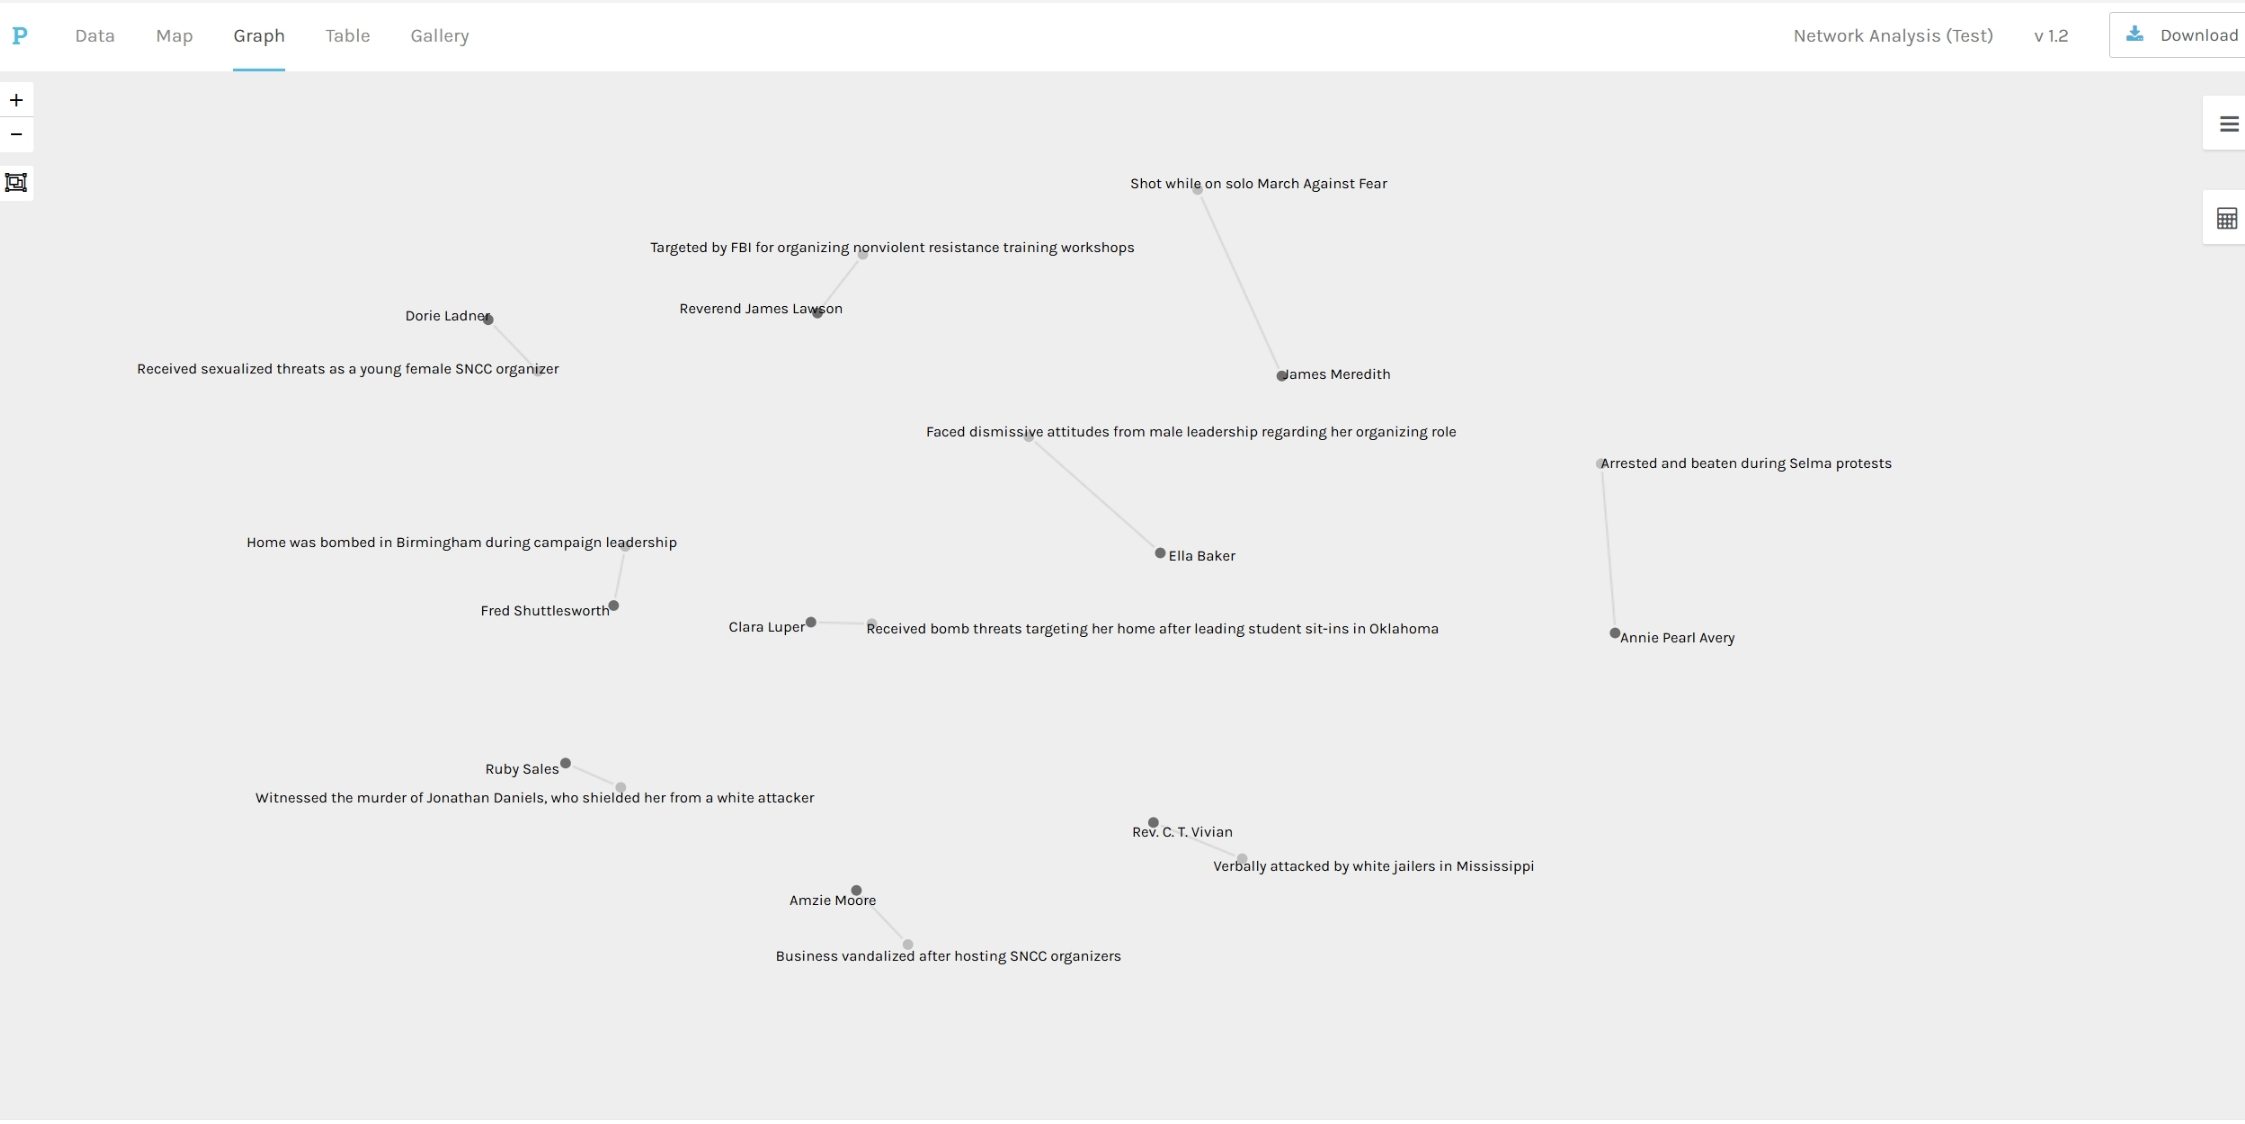 P Data Map Graph Table Gallery Network Analysis (Test) v 1.2 Download
Shot while on solo March Against Fear
Targeted by FBI for organizing nonviolent resistance training workshops
Reverend James Lawson
Dorie Ladner
Received sexualized threats as a young female SNCC organizer
James Meredith
Faced dismissive attitudes from male leadership regarding her organizing role
Arrested and beaten during Selma protests
Home was bombed in Birmingham during campaign leadership
Ella Baker
Fred Shuttlesworth
Clara Luper
Received bomb threats targeting her home after leading student sit-ins in Oklahoma
Annie Pearl Avery
Ruby Sales
Witnessed the murder of Jonathan Daniels, who shielded her from a white attacker
Rev. C. T. Vivian
Verbally attacked by white jailers in Mississippi
Amzie Moore
Business vandalized after hosting SNCC organizers